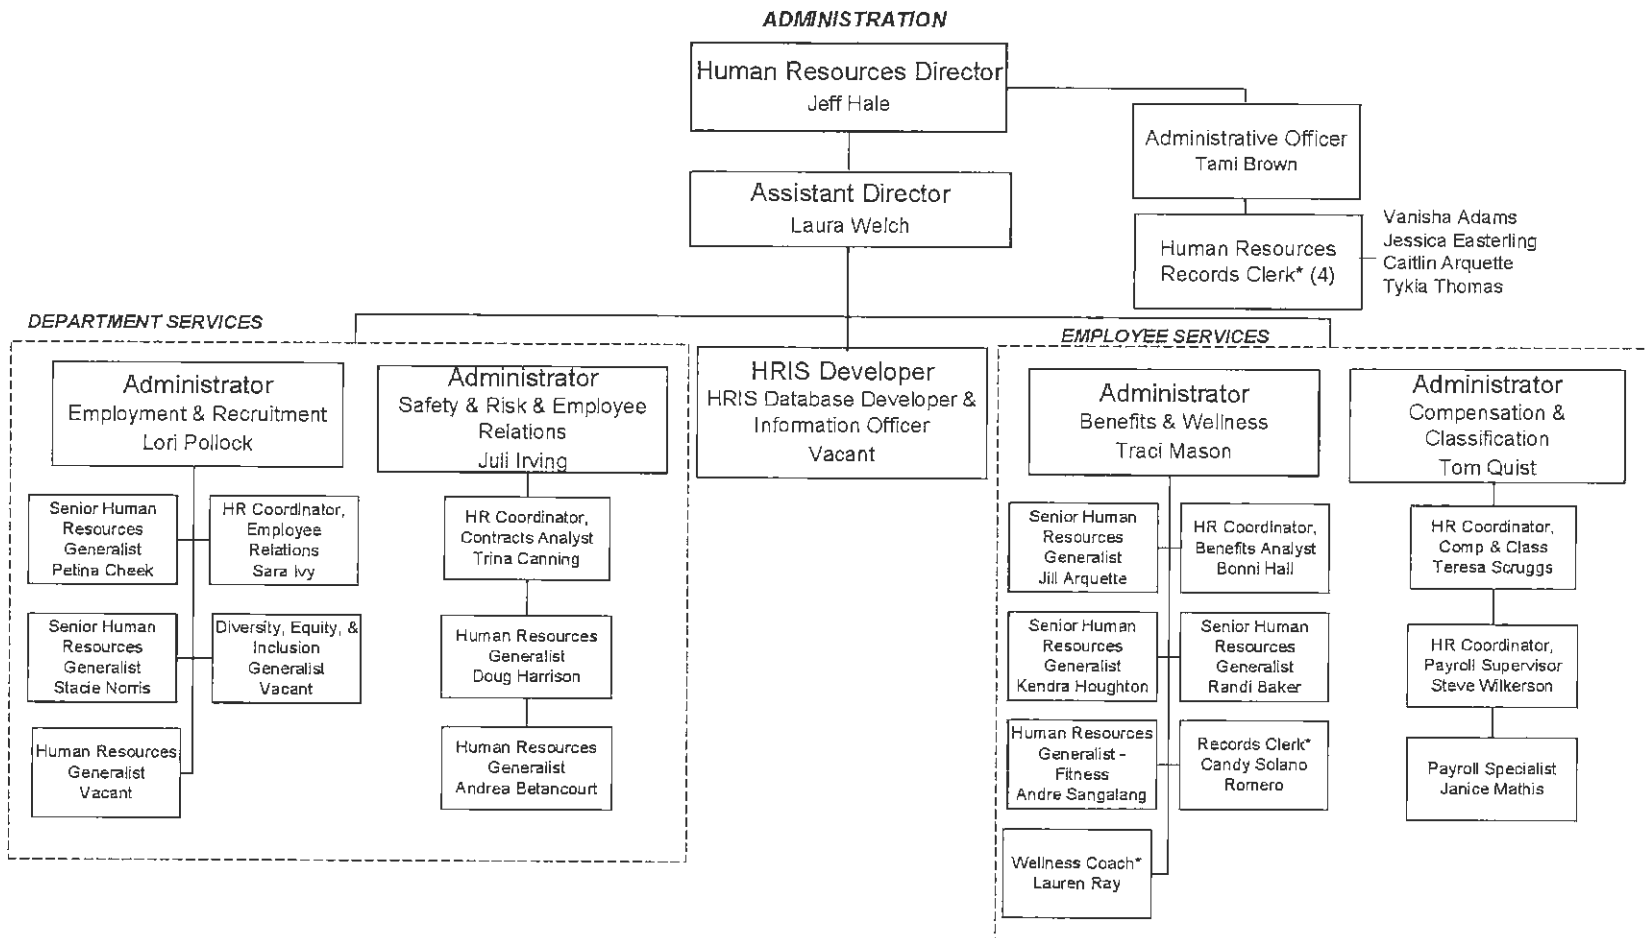 ADMINISTRATION
Human Resources Director
Jeff Hale
Administrative Officer
Tami Brown
Assistant Director
Laura Welch
Human Resources
Records Clerk* (4)
Vanisha Adams
Jessica Easterling
Caitlin Arquette
Tykia Thomas
DEPARTMENT SERVICES
Administrator
Employment & Recruitment
Lori Pollock
Senior Human
Resources
Generalist
Petina Cheek
HR Coordinator,
Employee
Relations
Sara Ivy
Senior Human
Resources
Generalist
Stacie Norris
Diversity, Equity, &
Inclusion
Generalist
Vacant
Human Resources
Generalist
Vacant
Administrator
Safety & Risk & Employee
Relations
Juli Irving
HR Coordinator,
Contracts Analyst
Trina Canning
Human Resources
Generalist
Doug Harrison
Human Resources
Generalist
Andrea Betancourt
HRIS Developer
HRIS Database Developer &
Information Officer
Vacant
EMPLOYEE SERVICES
Administrator
Benefits & Wellness
Traci Mason
Senior Human
Resources
Generalist
Jill Arquette
HR Coordinator,
Benefits Analyst
Bonni Hall
Senior Human
Resources
Generalist
Kendra Houghton
Senior Human
Resources
Generalist
Randi Baker
Human Resources
Generalist -
Fitness
Andre Sangalang
Records Clerk*
Candy Solano
Romero
Wellness Coach*
Lauren Ray
Administrator
Compensation &
Classification
Tom Quist
HR Coordinator,
Comp & Class
Teresa Scruggs
HR Coordinator,
Payroll Supervisor
Steve Wilkerson
Payroll Specialist
Janice Mathis